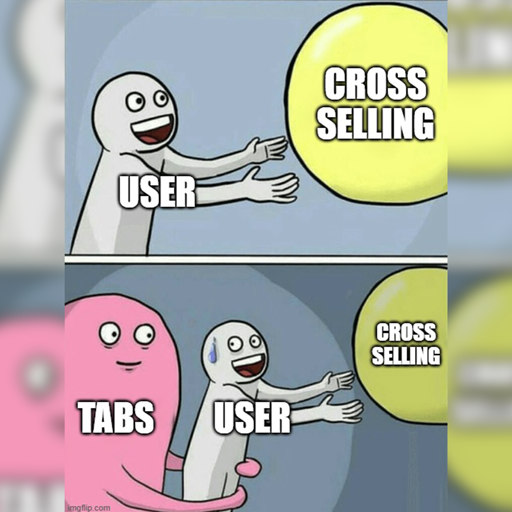 CROSS
SELLING
USER
CROSS
SELLING
TABS
USER
imgflip.com